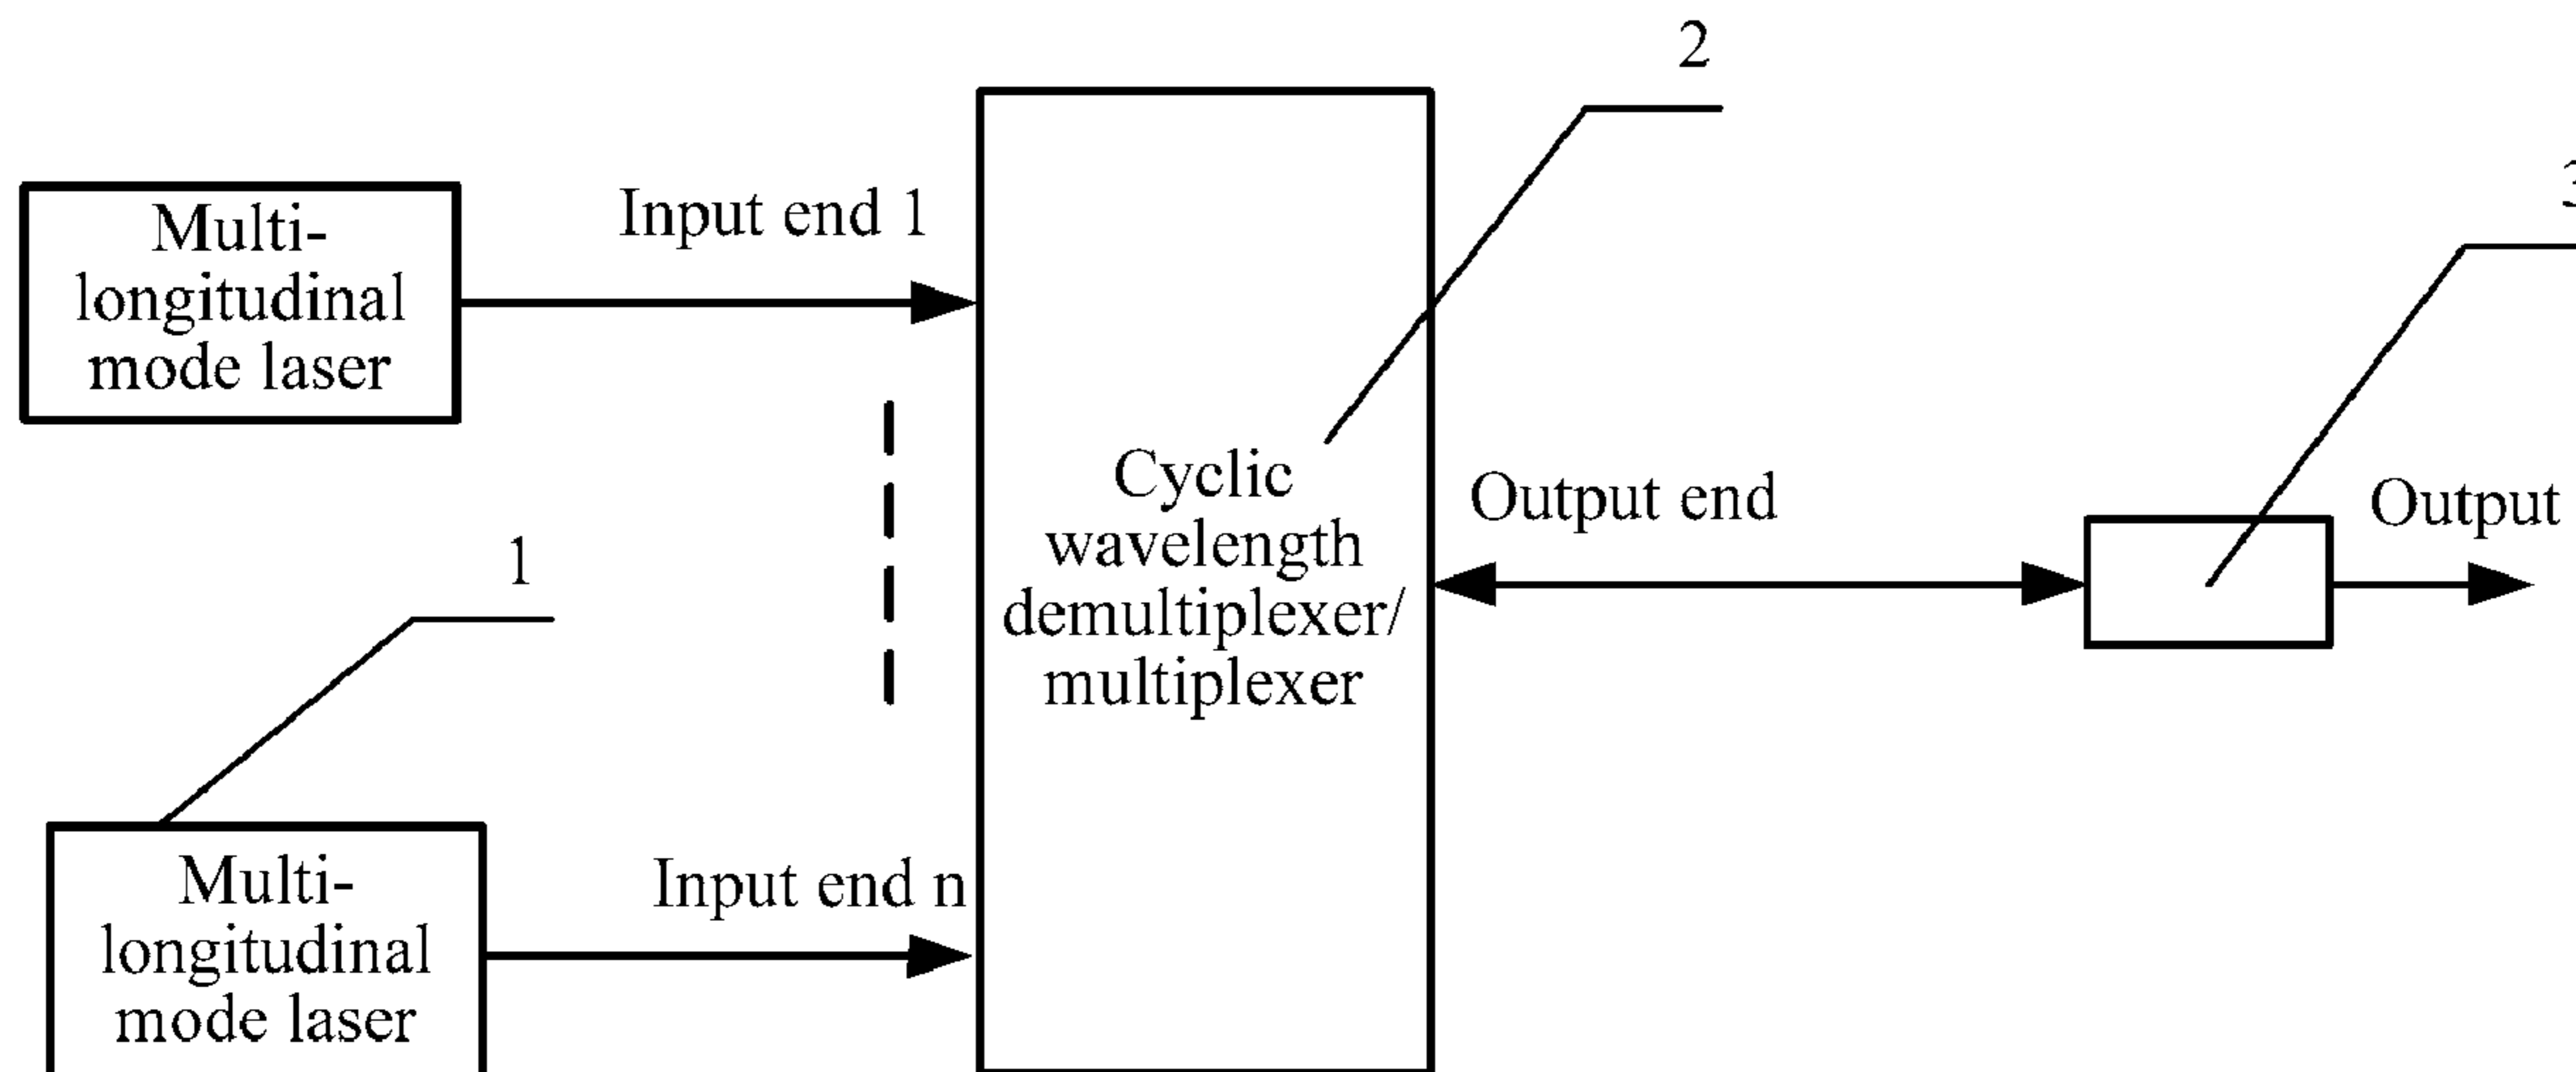 2
3
Multi-
longitudinal
mode laser
Input end 1
Cyclic
wavelength
demultiplexer/
multiplexer
Output end
Output
1
Multi-
longitudinal
mode laser
Input end n